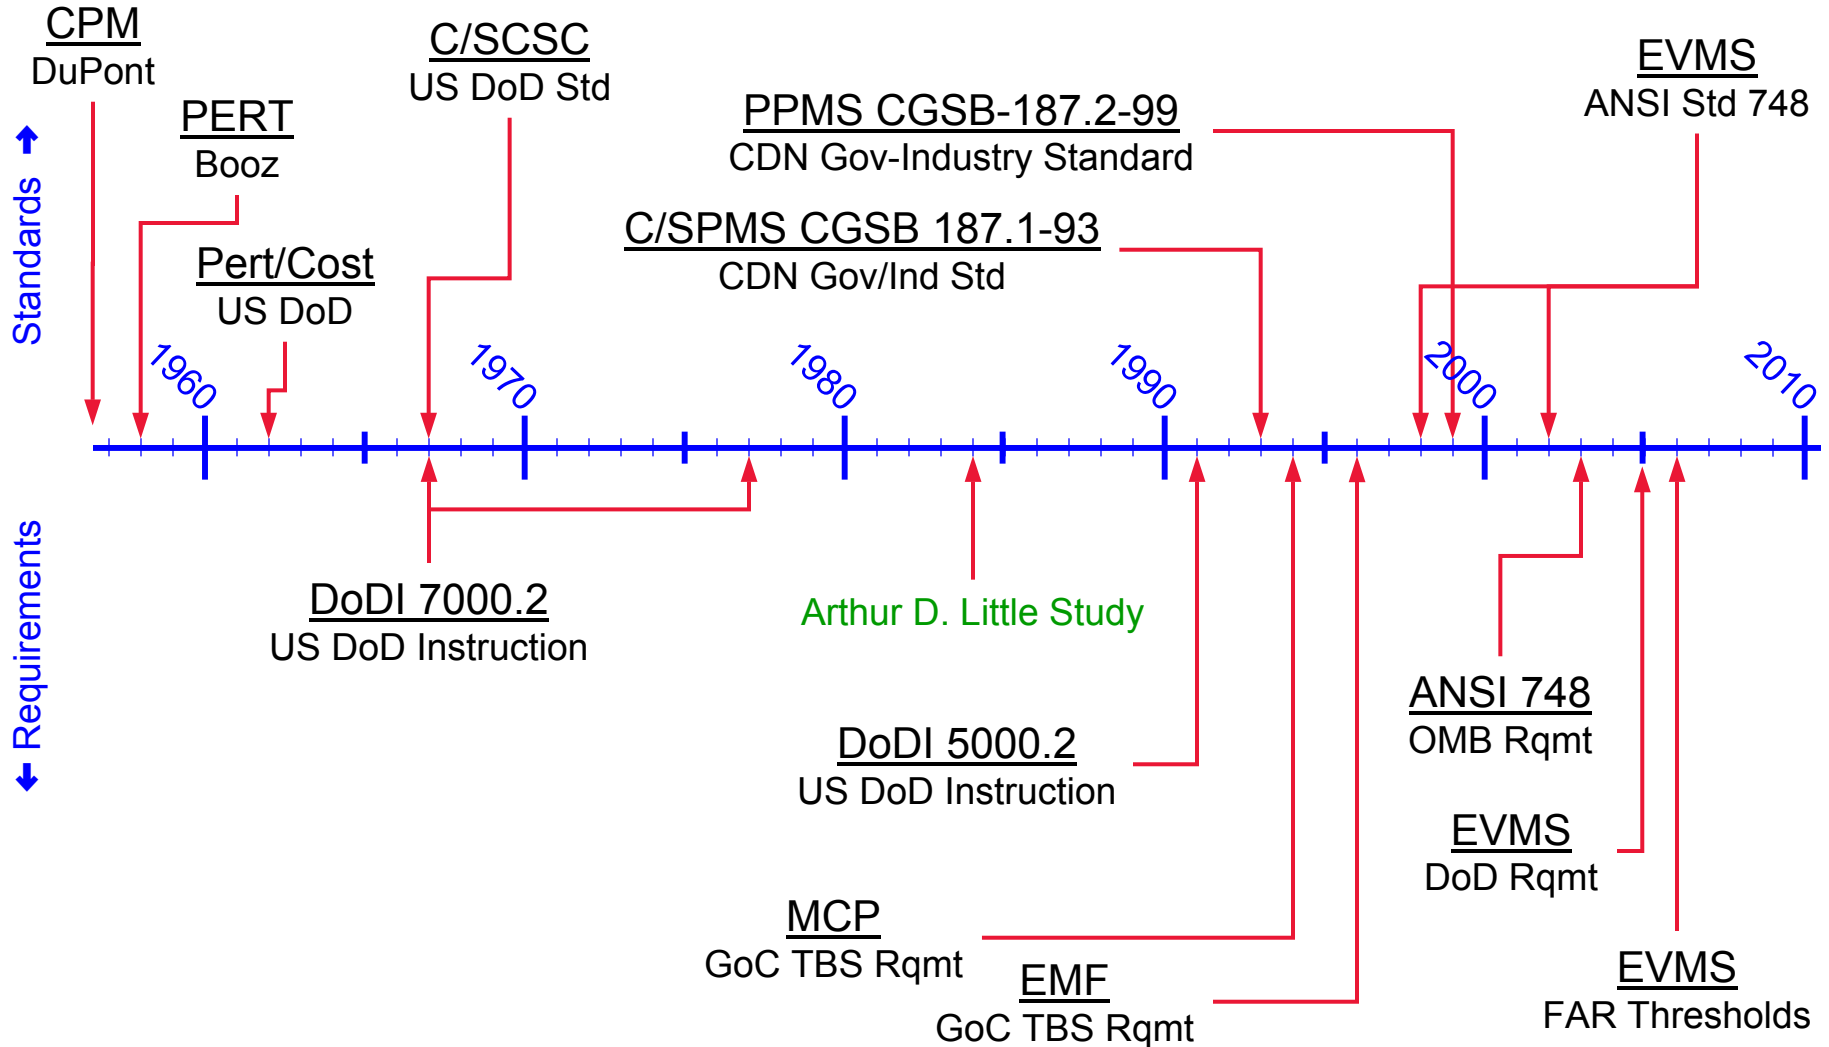 CPM
DuPont
PERT
Booz
Pert/Cost
US DoD
C/SCSC
US DoD Std
PPMS CGSB-187.2-99
CDN Gov-Industry Standard
C/SPMS CGSB 187.1-93
CDN Gov/Ind Std
EVMS
ANSI Std 748
Standards →
1960
1970
1980
1990
2000
2010
← Requirements
DoDI 7000.2
US DoD Instruction
Arthur D. Little Study
DoDI 5000.2
US DoD Instruction
MCP
GoC TBS Rqmt
EMF
GoC TBS Rqmt
ANSI 748
OMB Rqmt
EVMS
DoD Rqmt
EVMS
FAR Thresholds